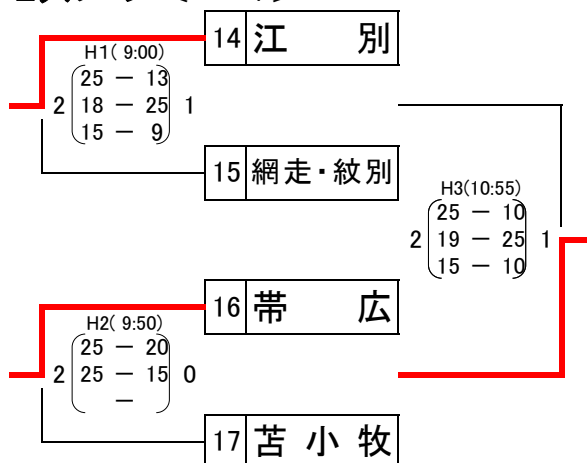 14 江 別
H1( 9:00)
25 － 13
2 18 － 25 1
15 － 9
15 網走・紋別
H3(10:55)
25 － 10
2 19 － 25 1
15 － 10
16 帯 広
H2( 9:50)
25 － 20
2 25 － 15 0
－
17 苫 小 牧